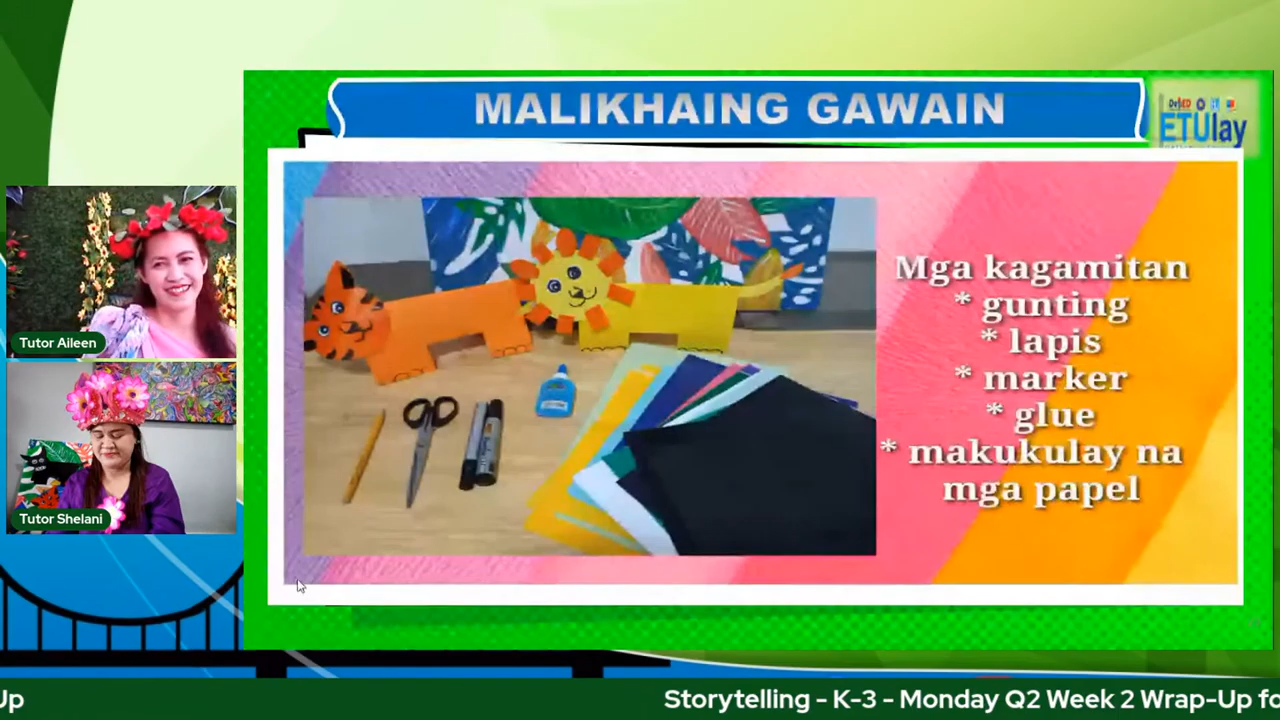 MALIKHAING GAWAIN
DepED
ETUlay
Mga kagamitan
* gunting
* lapis
* marker
* glue
* makukulay na
mga papel
Tutor Aileen
Tutor Shelani
Up
Storytelling - K-3 - Monday Q2 Week 2 Wrap-Up fo